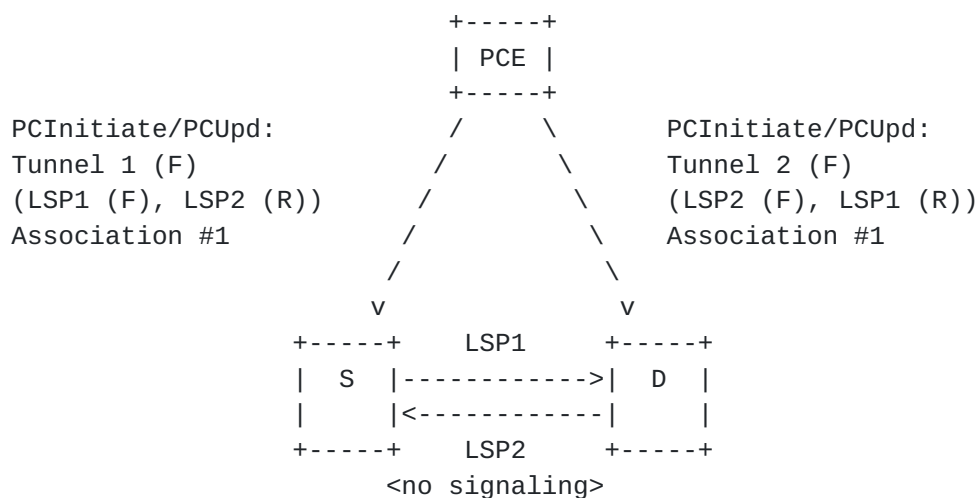 PCE
PCInitiate/PCUpd: PCInitiate/PCUpd:
Tunnel 1 (F) Tunnel 2 (F)
(LSP1 (F), LSP2 (R)) (LSP2 (F), LSP1 (R))
Association #1 Association #1
LSP1
S D
LSP2
<no signaling>